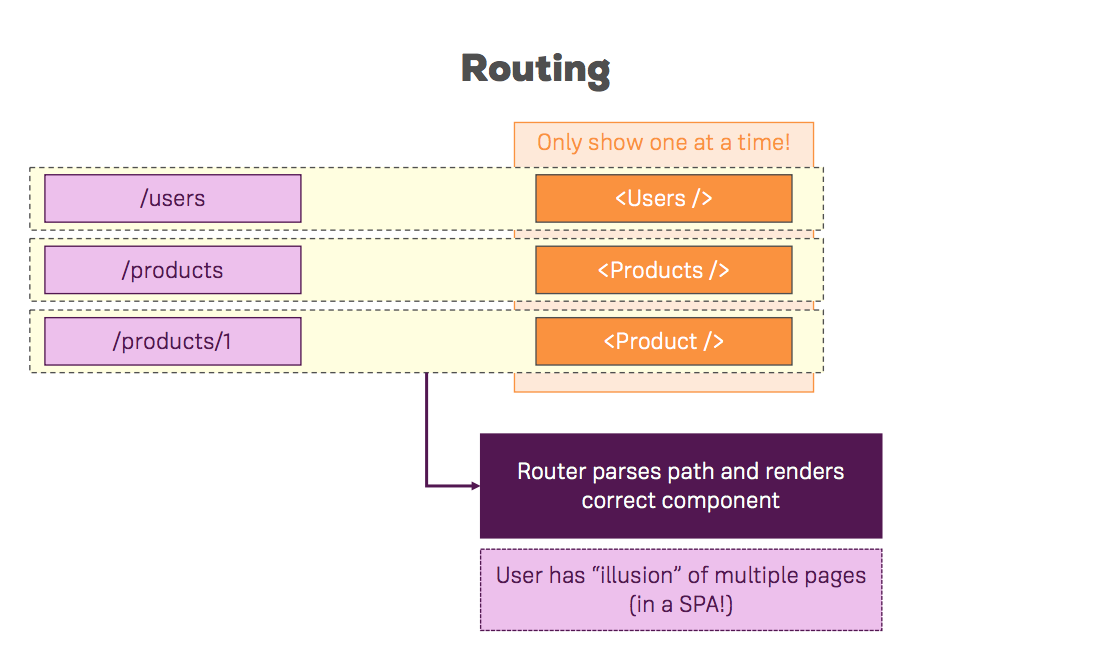 Routing
Only show one at a time!
/users
<Users />
/products
<Products />
/products/1
<Product />
Router parses path and renders
correct component
User has “illusion” of multiple pages
(in a SPA!)